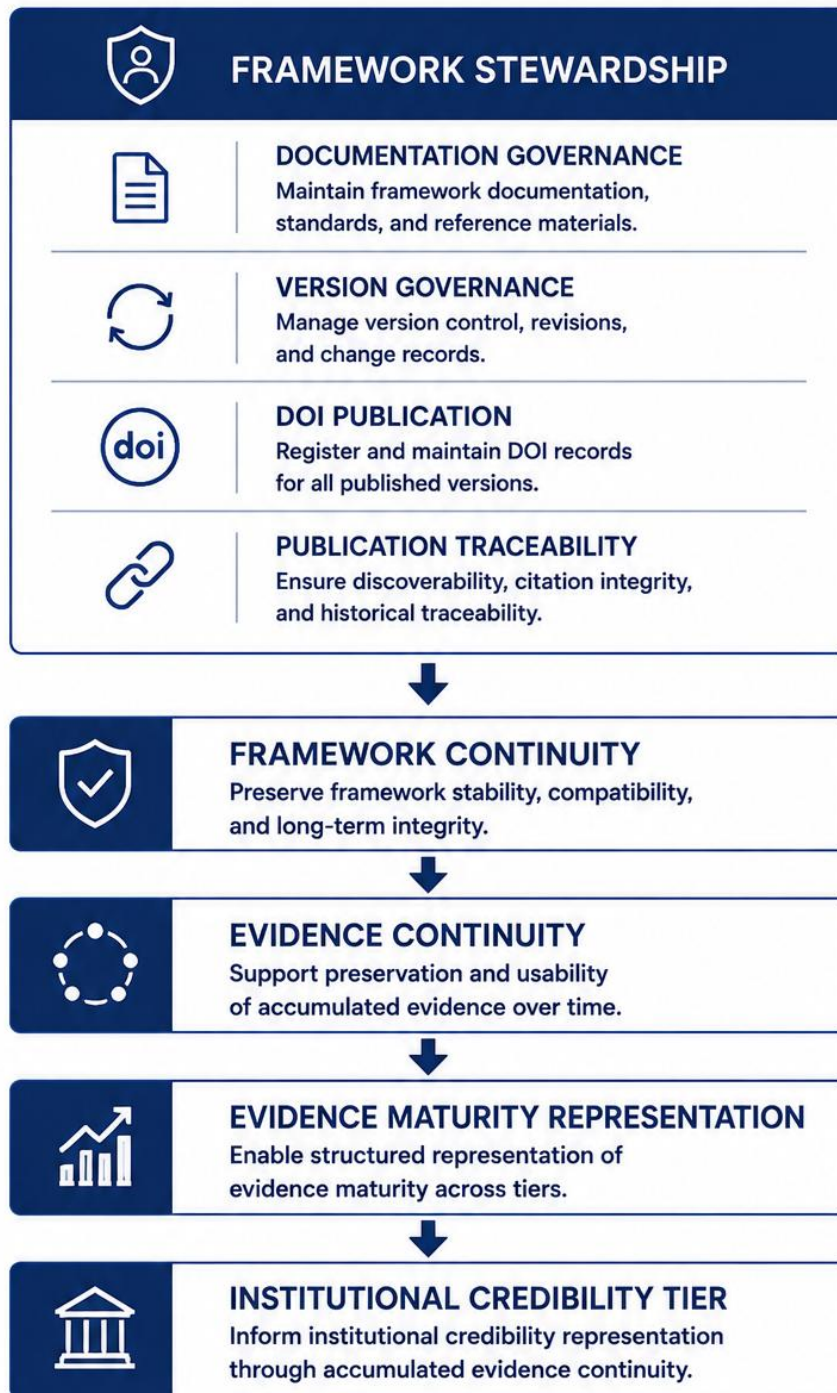 FRAMEWORK STEWARDSHIP
DOCUMENTATION GOVERNANCE
Maintain framework documentation,
standards, and reference materials.
VERSION GOVERNANCE
Manage version control, revisions,
and change records.
doi
DOI PUBLICATION
Register and maintain DOI records
for all published versions.
PUBLICATION TRACEABILITY
Ensure discoverability, citation integrity,
and historical traceability.
FRAMEWORK CONTINUITY
Preserve framework stability, compatibility,
and long-term integrity.
EVIDENCE CONTINUITY
Support preservation and usability
of accumulated evidence over time.
EVIDENCE MATURITY REPRESENTATION
Enable structured representation of
evidence maturity across tiers.
INSTITUTIONAL CREDIBILITY TIER
Inform institutional credibility representation
through accumulated evidence continuity.